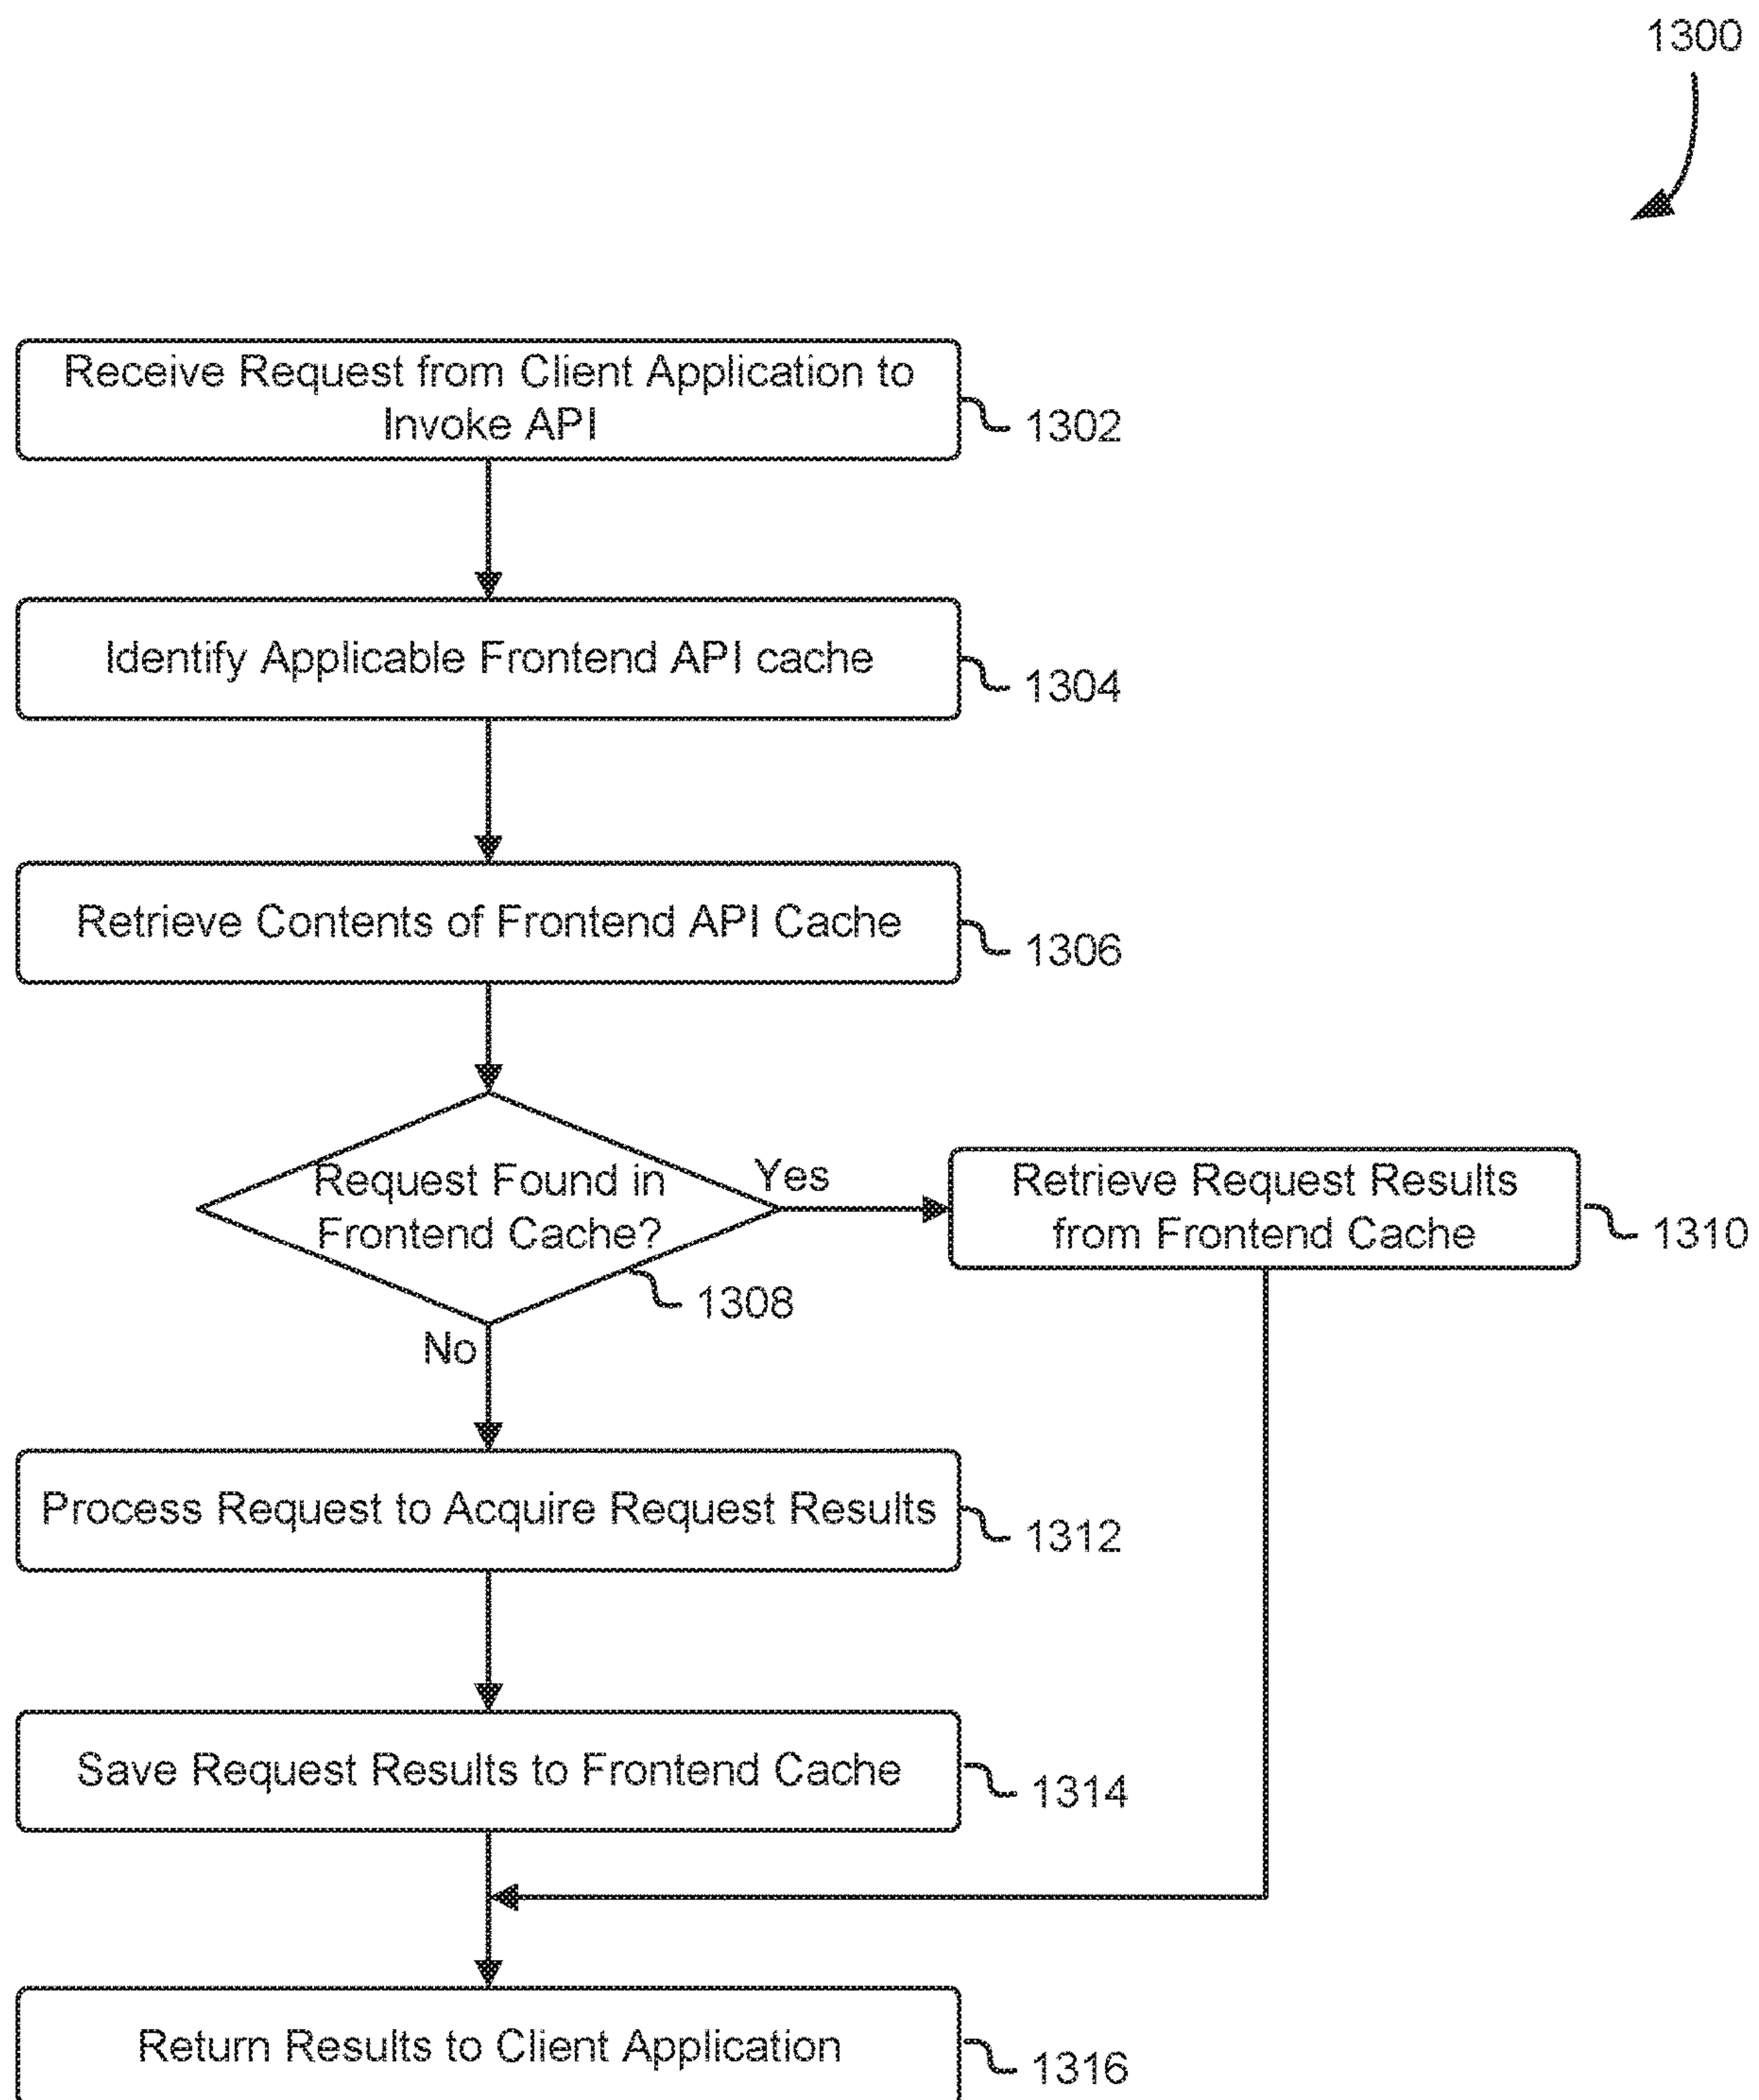 1300
Receive Request from Client Application to
Invoke API
1302
Identify Applicable Frontend API cache
1304
Retrieve Contents of Frontend API Cache
1306
Request Found in
Frontend Cache?
1308
Yes
Retrieve Request Results
from Frontend Cache
1310
No
Process Request to Acquire Request Results
1312
Save Request Results to Frontend Cache
1314
Return Results to Client Application
1316